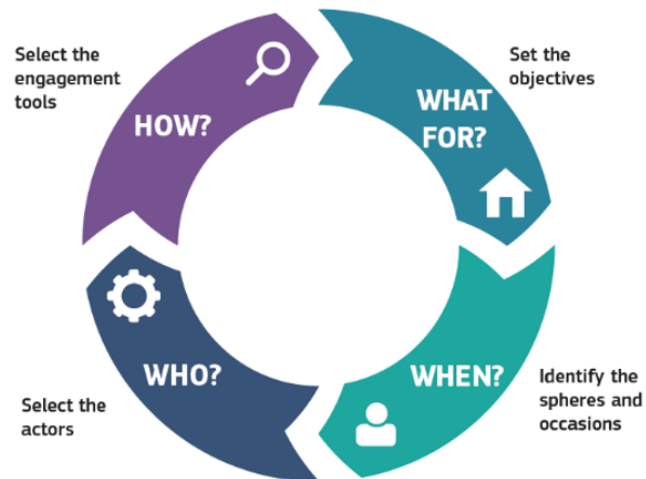 WHAT
FOR?
Set the
objectives
WHEN?
Identify the
spheres and
occasions
WHO?
Select the
actors
HOW?
Select the
engagement
tools